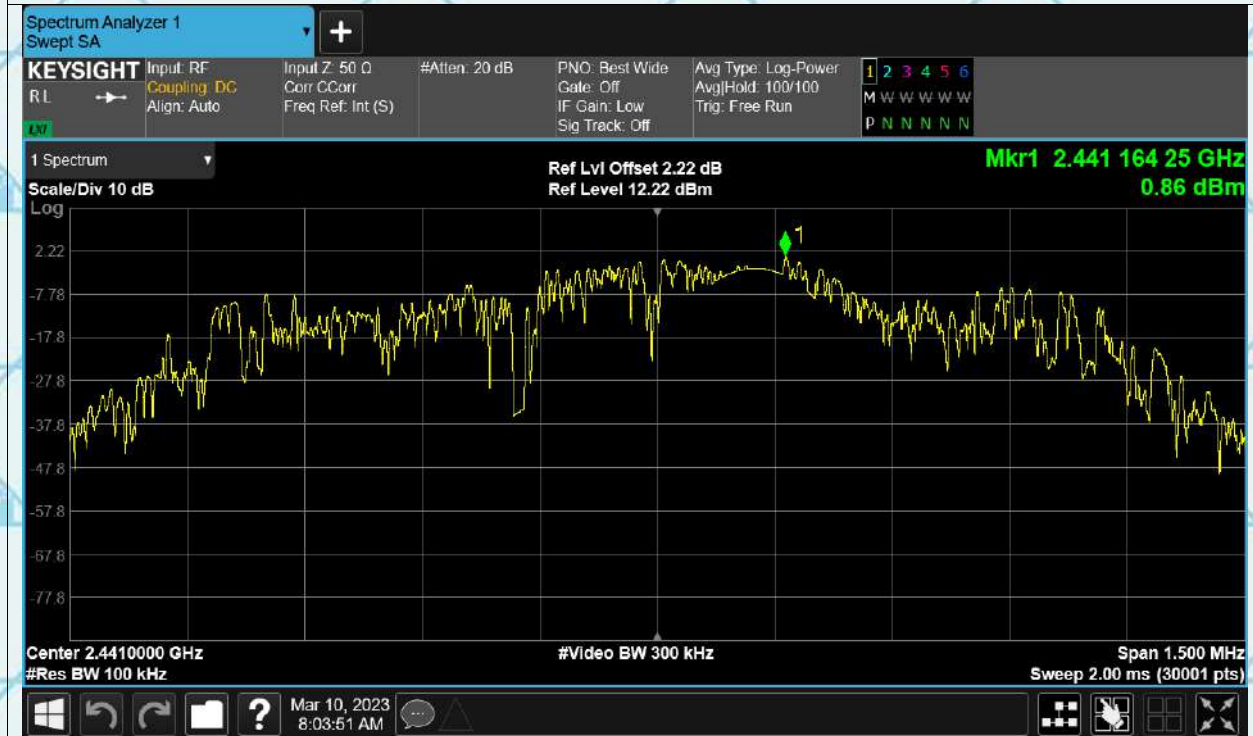 Spectrum Analyzer 1
Swept SA
KEYSIGHT
RL
LXI
Input: RF
Coupling: DC
Align: Auto
Input Z: 50 Ω
Corr CCorr
Freq Ref: Int (S)
#Atten: 20 dB
PNO: Best Wide
Gate: Off
IF Gain: Low
Sig Track: Off
Avg Type: Log-Power
Avg|Hold: 100/100
Trig: Free Run
1 2 3 4 5 6
M W W W W W
P N N N N N
1 Spectrum
Scale/Div 10 dB
Log
Ref Lvl Offset 2.22 dB
Ref Level 12.22 dBm
Mkr1 2.441 164 25 GHz
0.86 dBm
1
2.22
-7.78
-17.8
-27.8
-37.8
-47.8
-57.8
-67.8
-77.8
Center 2.4410000 GHz
#Res BW 100 kHz
#Video BW 300 kHz
Span 1.500 MHz
Sweep 2.00 ms (30001 pts)
?
Mar 10, 2023
8:03:51 AM